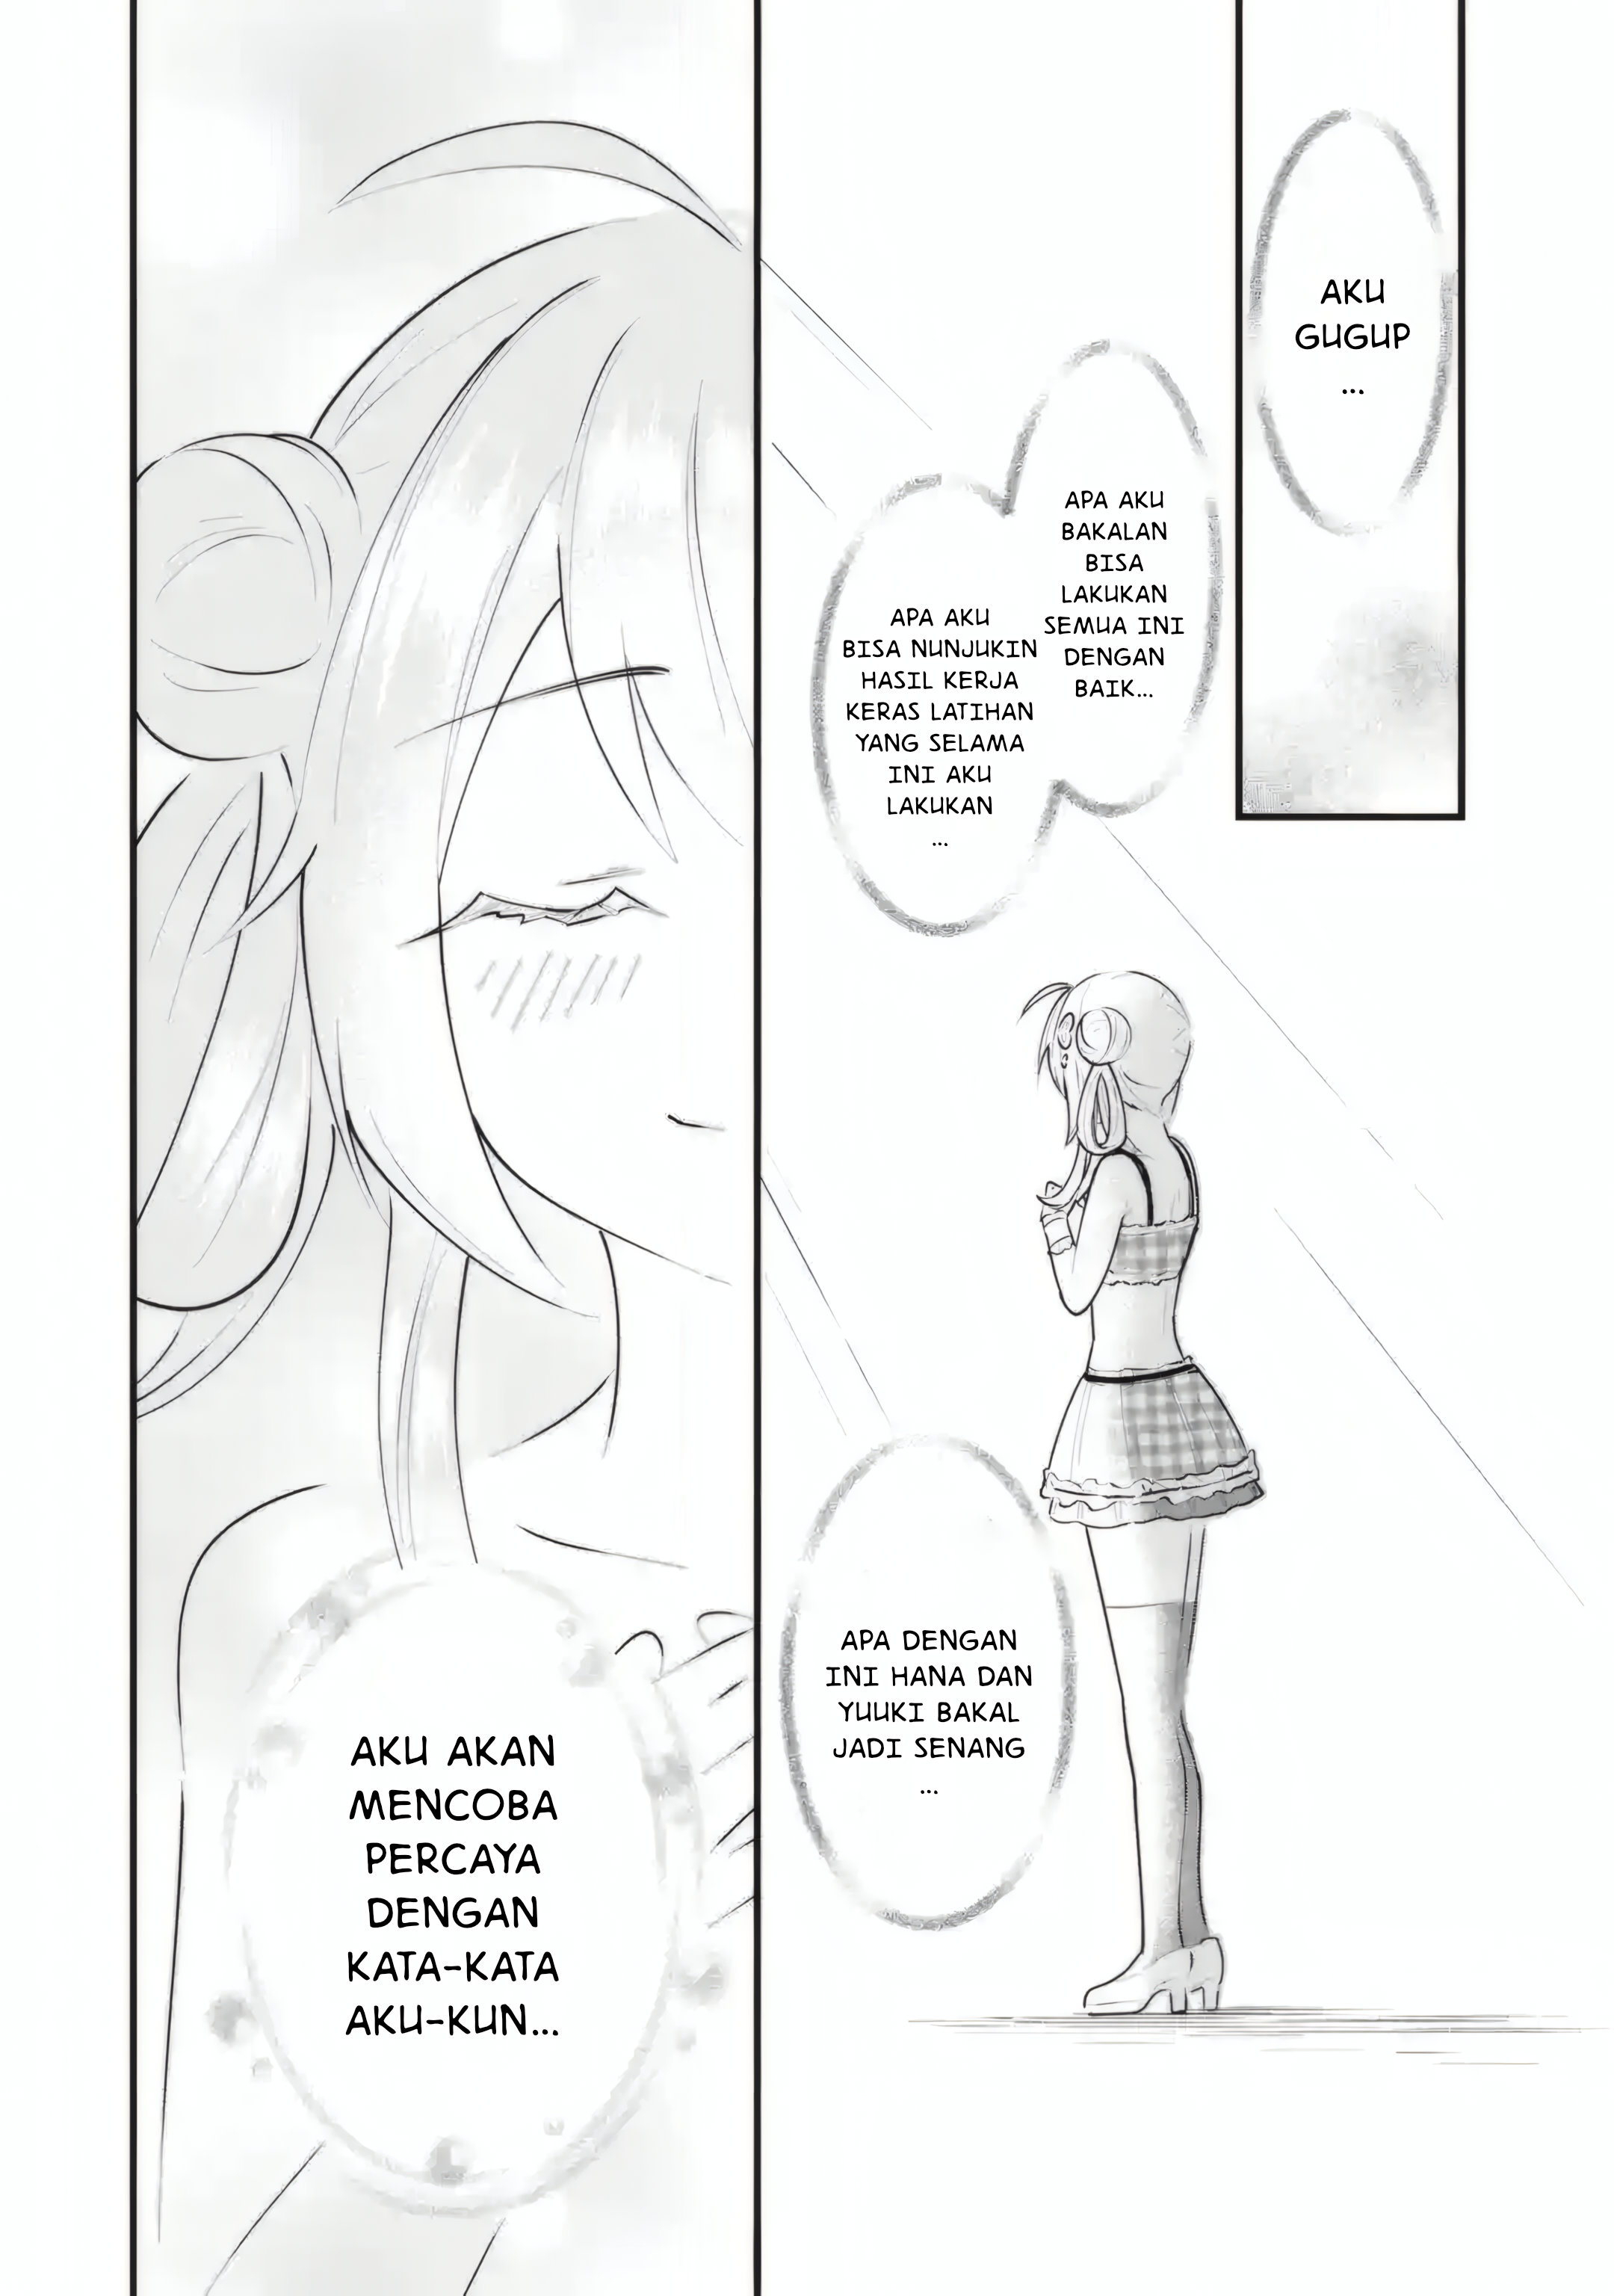 AKU
GUGUP
...
APA AKU
BAKALAN
BISA
LAKUKAN
SEMUA INI
DENGAN
BAIK...
APA AKU
BISA NUNJUKIN
HASIL KERJA
KERAS LATIHAN
YANG SELAMA
INI AKU
LAKUKAN
...
APA DENGAN
INI HANA DAN
YUUKI BAKAL
JADI SENANG
...
AKU AKAN
MENCOBA
PERCAYA
DENGAN
KATA-KATA
AKU-KUN...